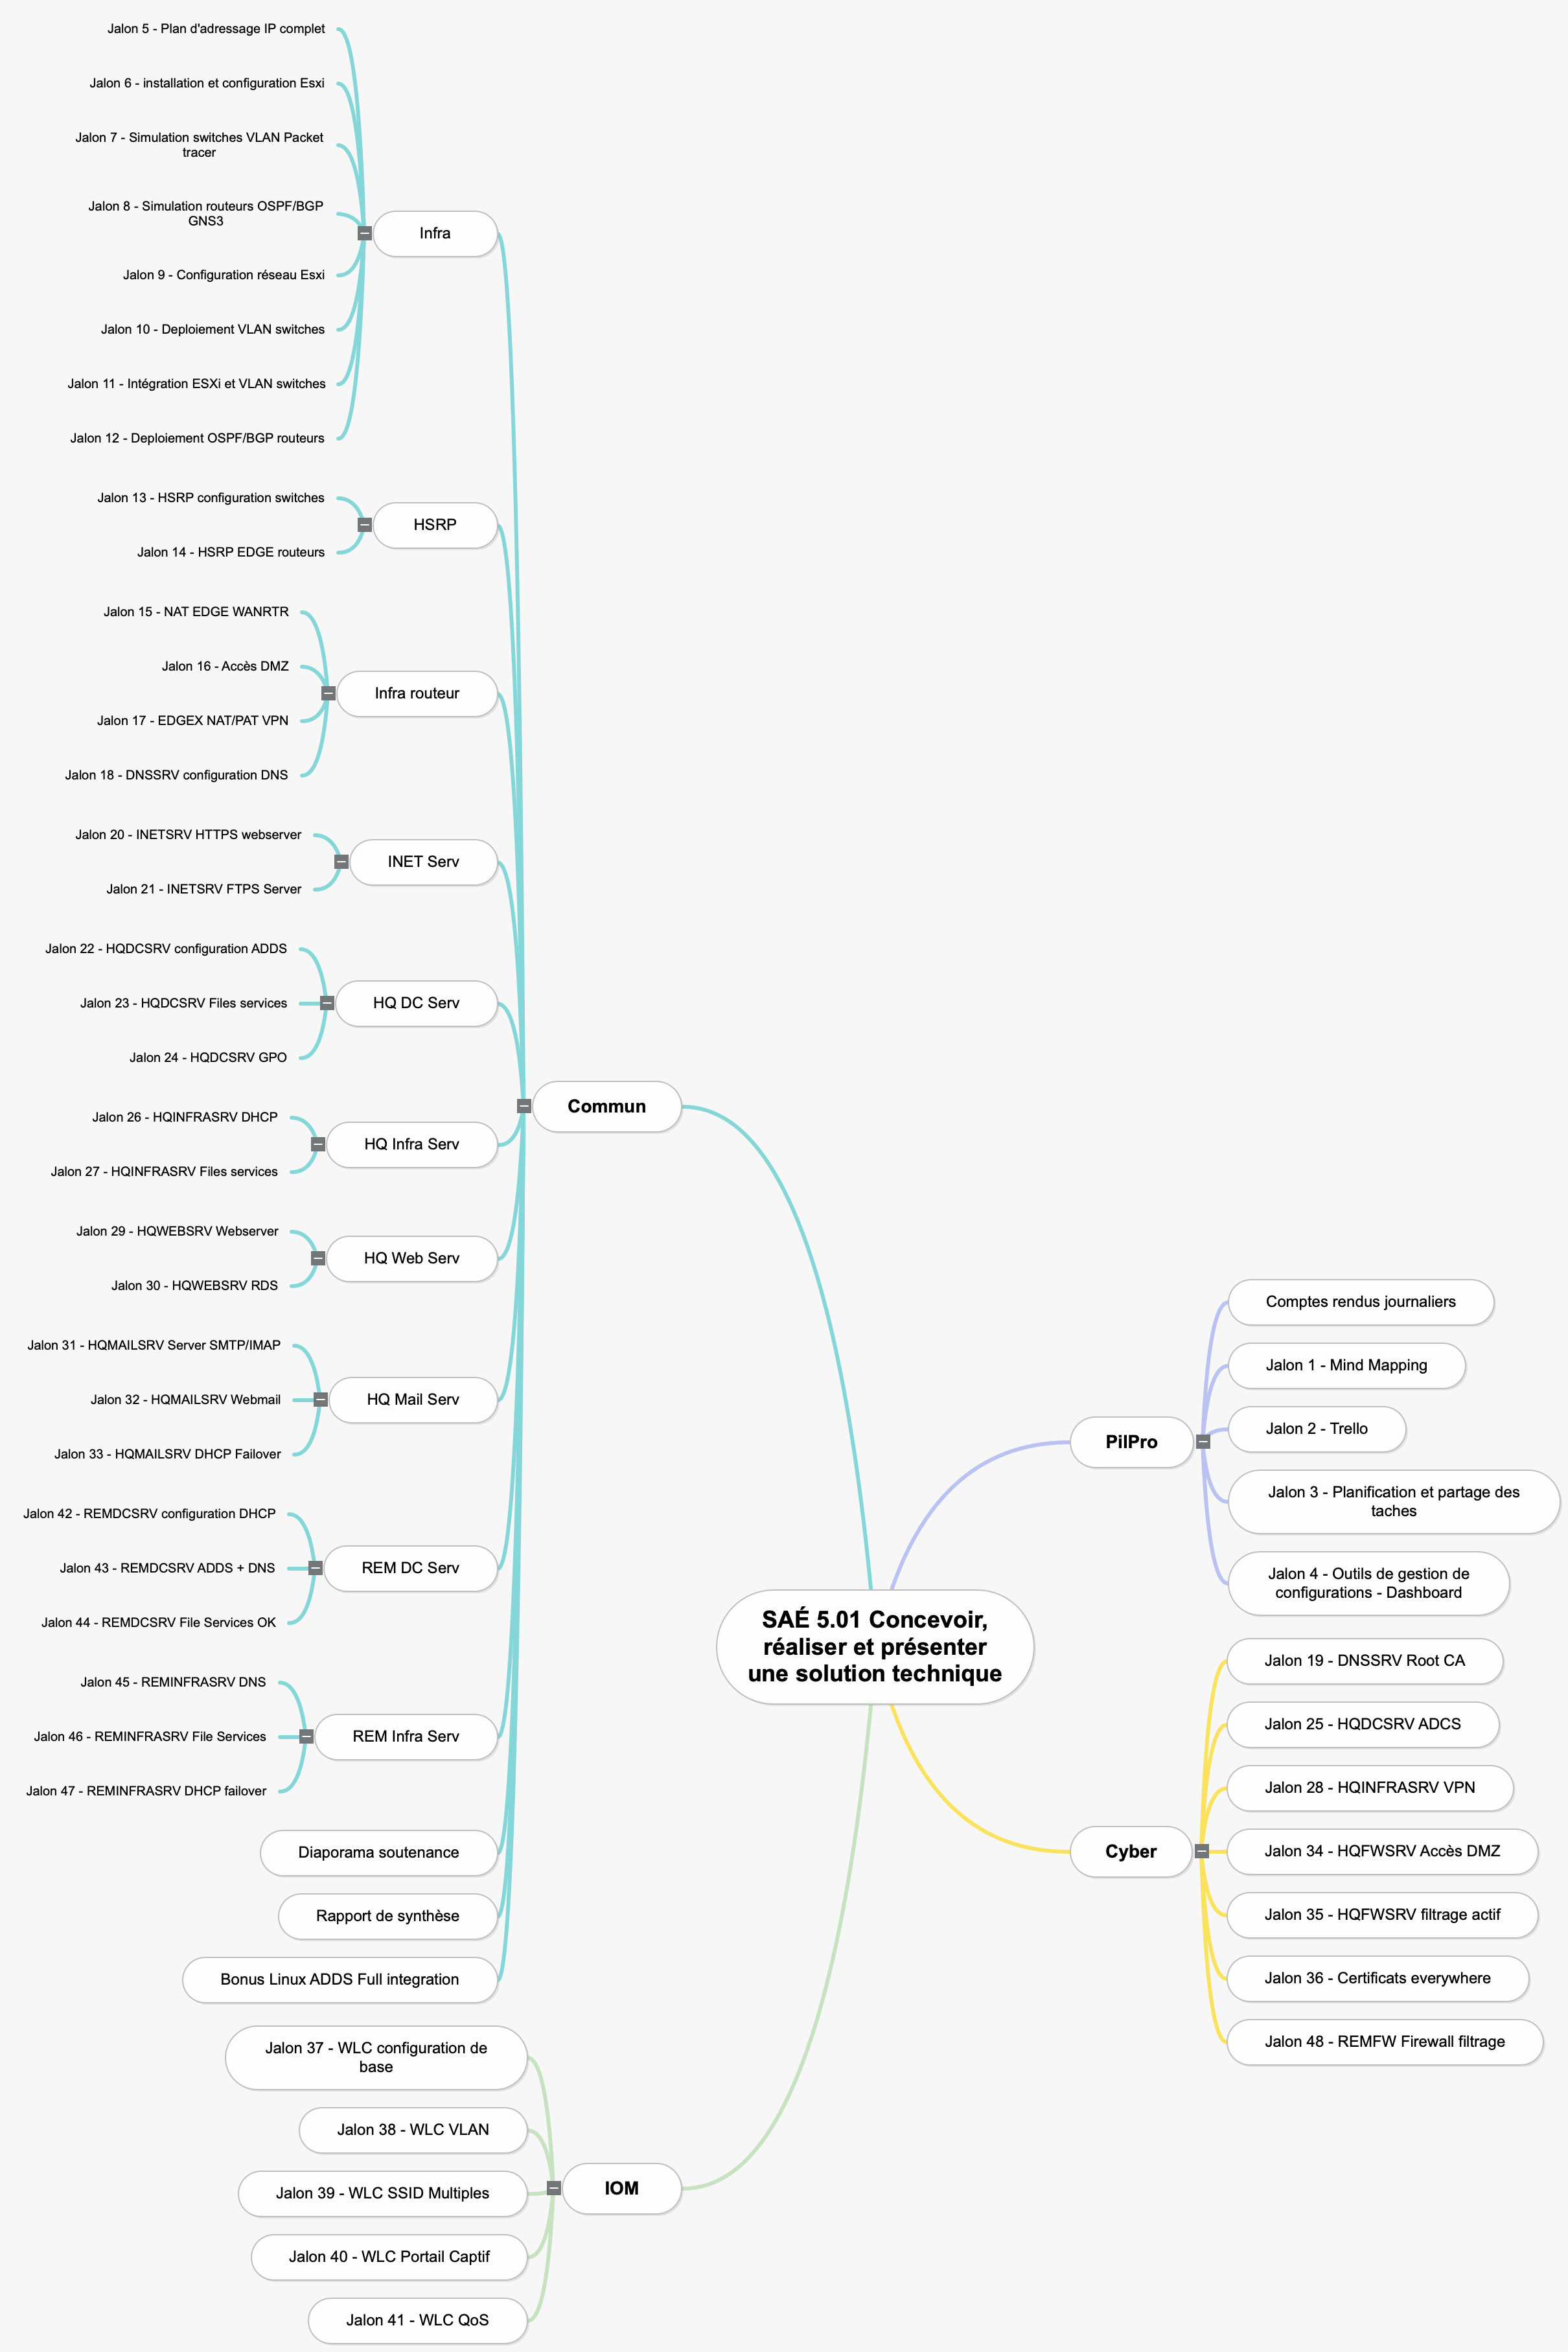 Jalon 5 - Plan d'adressage IP complet
Jalon 6 - installation et configuration Esxi
Jalon 7 - Simulation switches VLAN Packet
tracer
Jalon 8 - Simulation routeurs OSPF/BGP
GNS3
Infra
Jalon 9 - Configuration réseau Esxi
Jalon 10 - Deploiement VLAN switches
Jalon 11 - Intégration ESXi et VLAN switches
Jalon 12 - Deploiement OSPF/BGP routeurs
Jalon 13 - HSRP configuration switches
HSRP
Jalon 14 - HSRP EDGE routeurs
Jalon 15 - NAT EDGE WANRTR
Jalon 16 - Accès DMZ
Infra routeur
Jalon 17 - EDGEX NAT/PAT VPN
Jalon 18 - DNSSRV configuration DNS
Jalon 20 - INETSRV HTTPS webserver
INET Serv
Jalon 21 - INETSRV FTPS Server
Jalon 22 - HQDCSRV configuration ADDS
Jalon 23 - HQDCSRV Files services
HQ DC Serv
Jalon 24 - HQDCSRV GPO
Commun
Jalon 26 - HQINFRASRV DHCP
HQ Infra Serv
Jalon 27 - HQINFRASRV Files services
Jalon 29 - HQWEBSRV Webserver
HQ Web Serv
Jalon 30 - HQWEBSRV RDS
Jalon 31 - HQMAILSRV Server SMTP/IMAP
Jalon 32 - HQMAILSRV Webmail
HQ Mail Serv
Jalon 33 - HQMAILSRV DHCP Failover
Jalon 42 - REMDCSRV configuration DHCP
Jalon 43 - REMDCSRV ADDS + DNS
REM DC Serv
Jalon 44 - REMDCSRV File Services OK
Jalon 45 - REMINFRASRV DNS
Jalon 46 - REMINFRASRV File Services
REM Infra Serv
Jalon 47 - REMINFRASRV DHCP failover
Diaporama soutenance
Rapport de synthèse
Bonus Linux ADDS Full integration
Jalon 37 - WLC configuration de
base
Jalon 38 - WLC VLAN
IOM
Jalon 39 - WLC SSID Multiples
Jalon 40 - WLC Portail Captif
Jalon 41 - WLC QoS
SAÉ 5.01 Concevoir,
réaliser et présenter
une solution technique
PilPro
Comptes rendus journaliers
Jalon 1 - Mind Mapping
Jalon 2 - Trello
Jalon 3 - Planification et partage des
taches
Jalon 4 - Outils de gestion de
configurations - Dashboard
Cyber
Jalon 19 - DNSSRV Root CA
Jalon 25 - HQDCSRV ADCS
Jalon 28 - HQINFRASRV VPN
Jalon 34 - HQFWSRV Accès DMZ
Jalon 35 - HQFWSRV filtrage actif
Jalon 36 - Certificats everywhere
Jalon 48 - REMFW Firewall filtrage